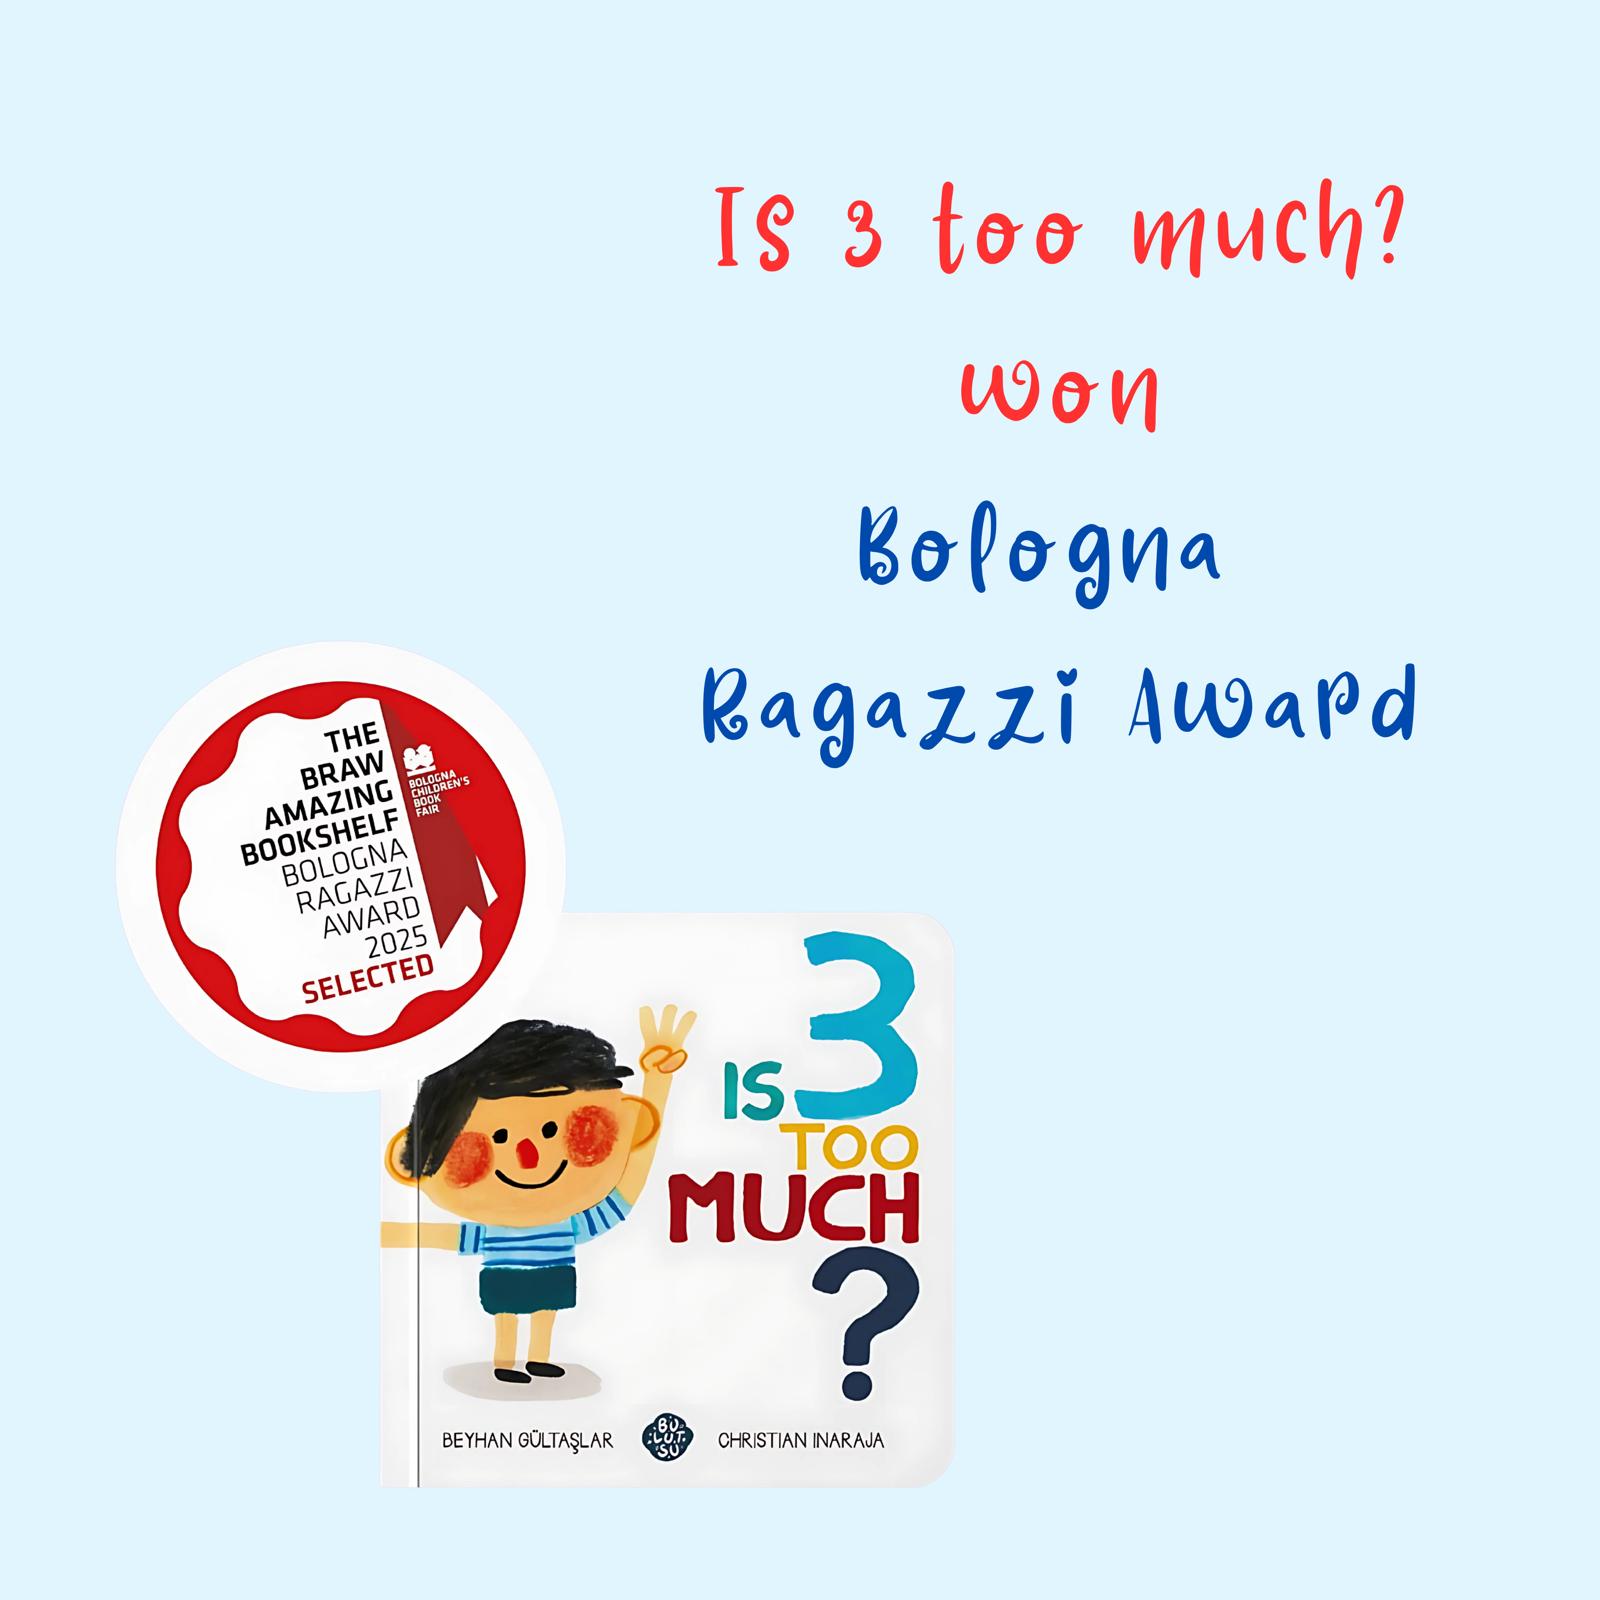 Is 3 too much?
won
Bologna
Ragazzi Award
THE
BRAW
AMAZING
BOOKSHELF
BOLOGNA
RAGAZZI
AWARD
2025
SELECTED
BOLOGNA
CHILDREN'S
BOOK
FAIR
3
IS
TOO
MUCH
?
BEYHAN GÜLTAŞLAR
BU
LUT
SU
CHRISTIAN INARAJA